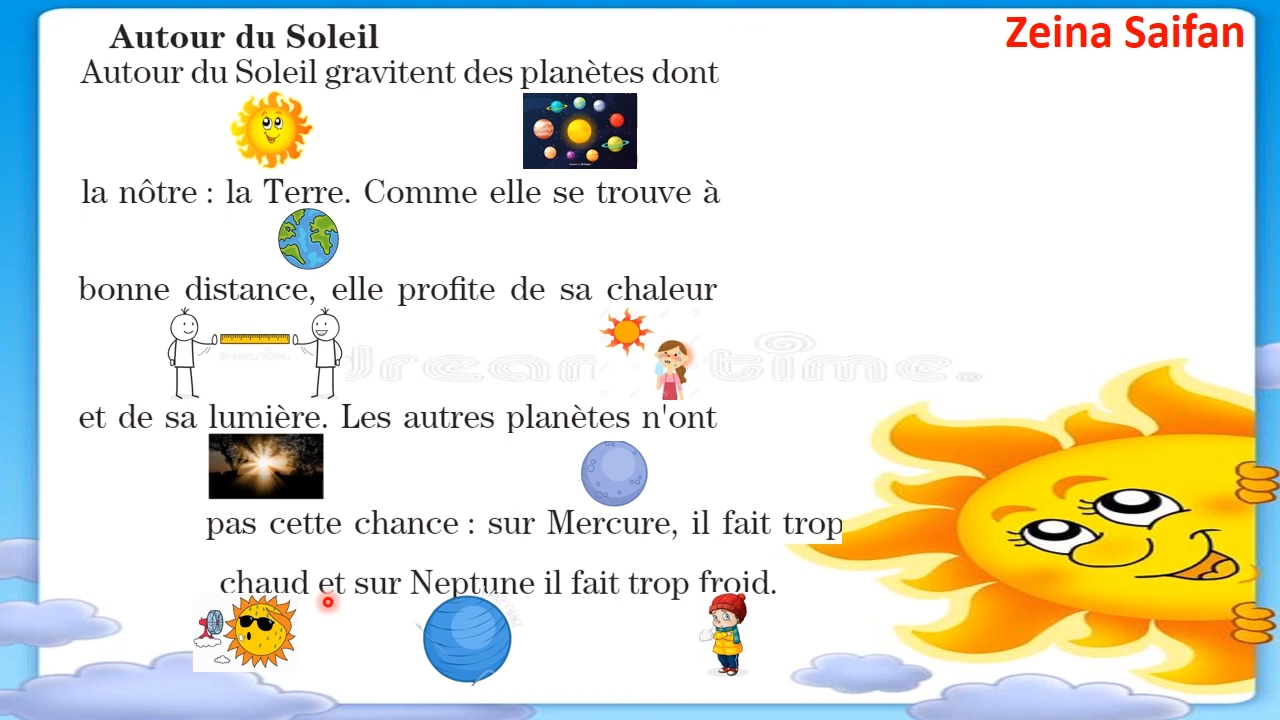 Autour du Soleil
Zeina Saifan
Autour du Soleil gravitent des planètes dont
la nôtre : la Terre. Comme elle se trouve à
bonne distance, elle profite de sa chaleur
dreamstime.
dreamstime.
et de sa lumière. Les autres planètes n'ont
pas cette chance : sur Mercure, il fait trop
chaud et sur Neptune il fait trop froid.